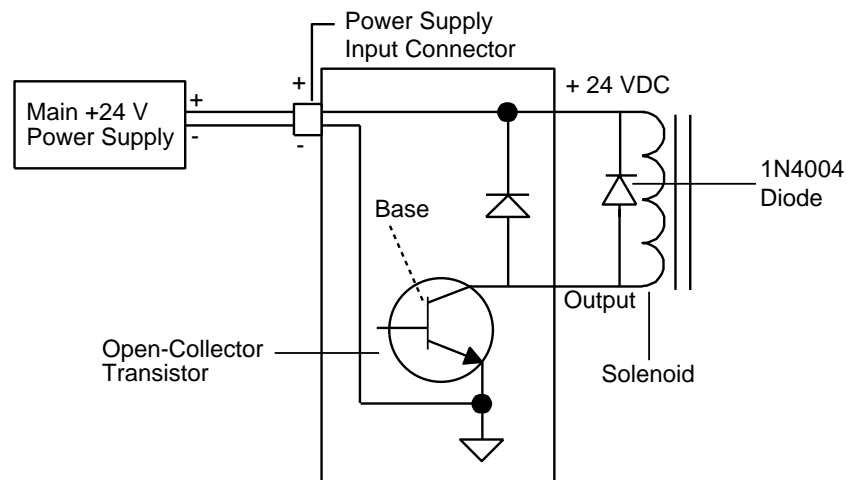 Power Supply
Input Connector
+
+ 24 VDC
Main +24 V
Power Supply
+
-
-
1N4004
Diode
Base
Output
Open-Collector
Transistor
Solenoid